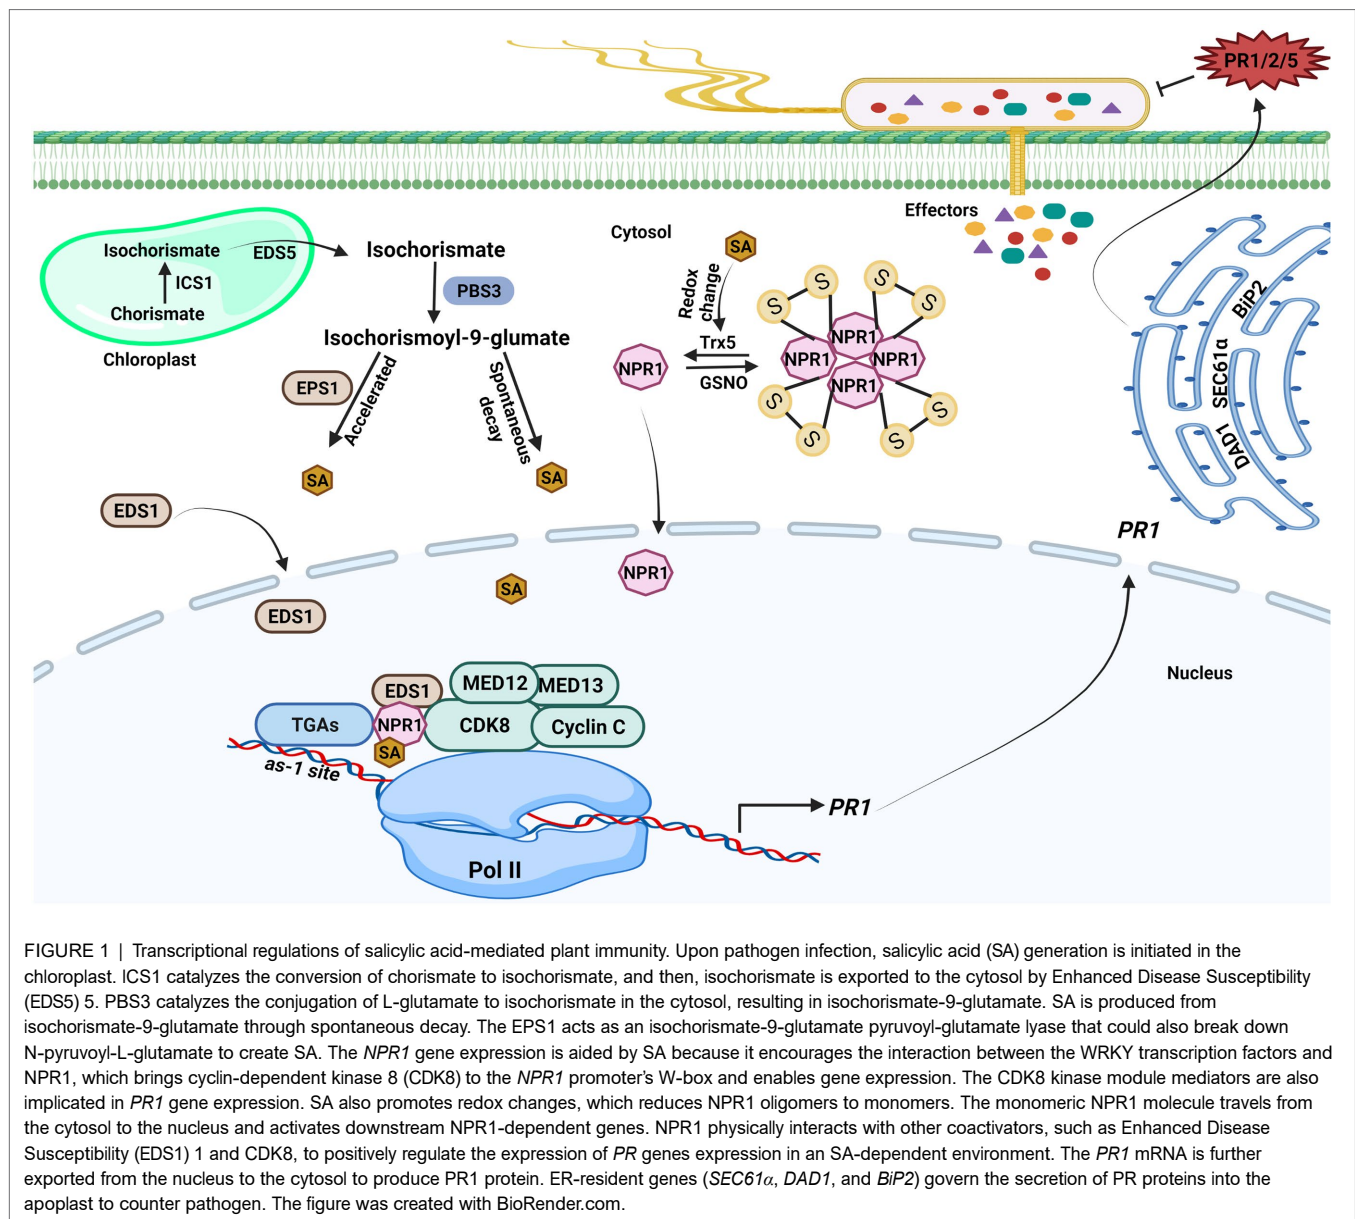 PR1/2/5
Effectors
Cytosol
SA
Isochorismate
EDS5
Isochorismate
ICS1
Chorismate
Chloroplast
PBS3
Isochorismoyl-9-glumate
EPS1
Accelerated
Spontaneous
decay
SA
SA
Redox
change
Trx5
GSNO
NPR1
NPR1
NPR1
NPR1
NPR1
S
S
S
S
S
S
S
S
BiP2
SEC61α
DAD1
EDS1
EDS1
SA
NPR1
PR1
Nucleus
EDS1
MED12
MED13
TGAs
NPR1
CDK8
Cyclin C
SA
as-1 site
PR1
Pol II
FIGURE 1 | Transcriptional regulations of salicylic acid-mediated plant immunity. Upon pathogen infection, salicylic acid (SA) generation is initiated in the
chloroplast. ICS1 catalyzes the conversion of chorismate to isochorismate, and then, isochorismate is exported to the cytosol by Enhanced Disease Susceptibility
(EDS5) 5. PBS3 catalyzes the conjugation of L-glutamate to isochorismate in the cytosol, resulting in isochorismate-9-glutamate. SA is produced from
isochorismate-9-glutamate through spontaneous decay. The EPS1 acts as an isochorismate-9-glutamate pyruvoyl-glutamate lyase that could also break down
N-pyruvoyl-L-glutamate to create SA. The NPR1 gene expression is aided by SA because it encourages the interaction between the WRKY transcription factors and
NPR1, which brings cyclin-dependent kinase 8 (CDK8) to the NPR1 promoter's W-box and enables gene expression. The CDK8 kinase module mediators are also
implicated in PR1 gene expression. SA also promotes redox changes, which reduces NPR1 oligomers to monomers. The monomeric NPR1 molecule travels from
the cytosol to the nucleus and activates downstream NPR1-dependent genes. NPR1 physically interacts with other coactivators, such as Enhanced Disease
Susceptibility (EDS1) 1 and CDK8, to positively regulate the expression of PR genes expression in an SA-dependent environment. The PR1 mRNA is further
exported from the nucleus to the cytosol to produce PR1 protein. ER-resident genes (SEC61α, DAD1, and BiP2) govern the secretion of PR proteins into the
apoplast to counter pathogen. The figure was created with BioRender.com.